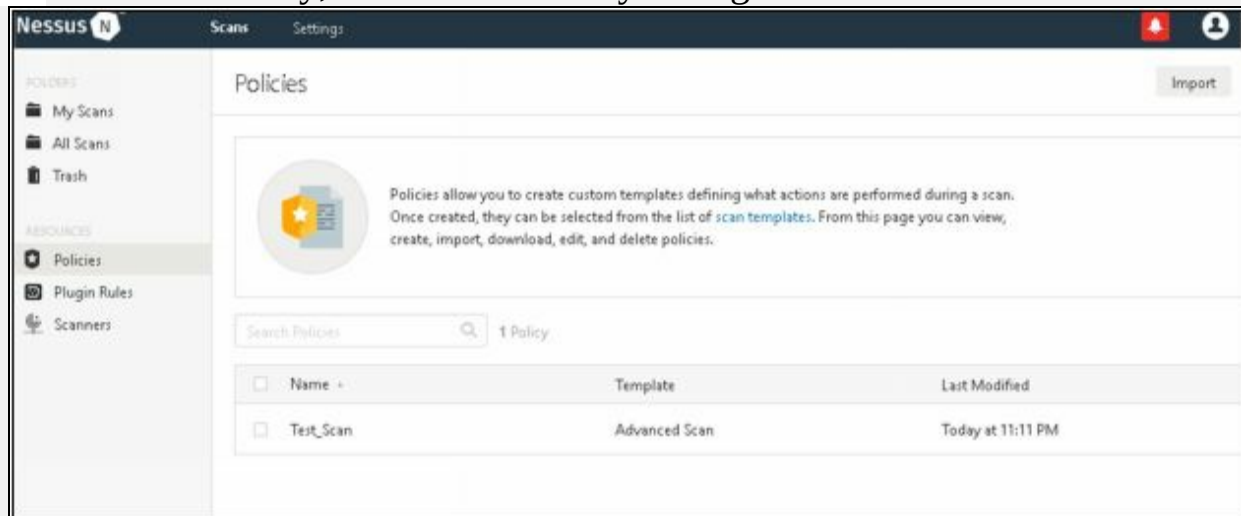 Nessus N
Scans Settings
FOLDERS
My Scans
All Scans
Trash
RESOURCES
Policies
Plugin Rules
Scanners
Policies
Import
Policies allow you to create custom templates defining what actions are performed during a scan.
Once created, they can be selected from the list of scan templates. From this page you can view,
create, import, download, edit, and delete policies.
Search Policies
1 Policy
Name Template Last Modified
Test_Scan Advanced Scan Today at 11:11 PM